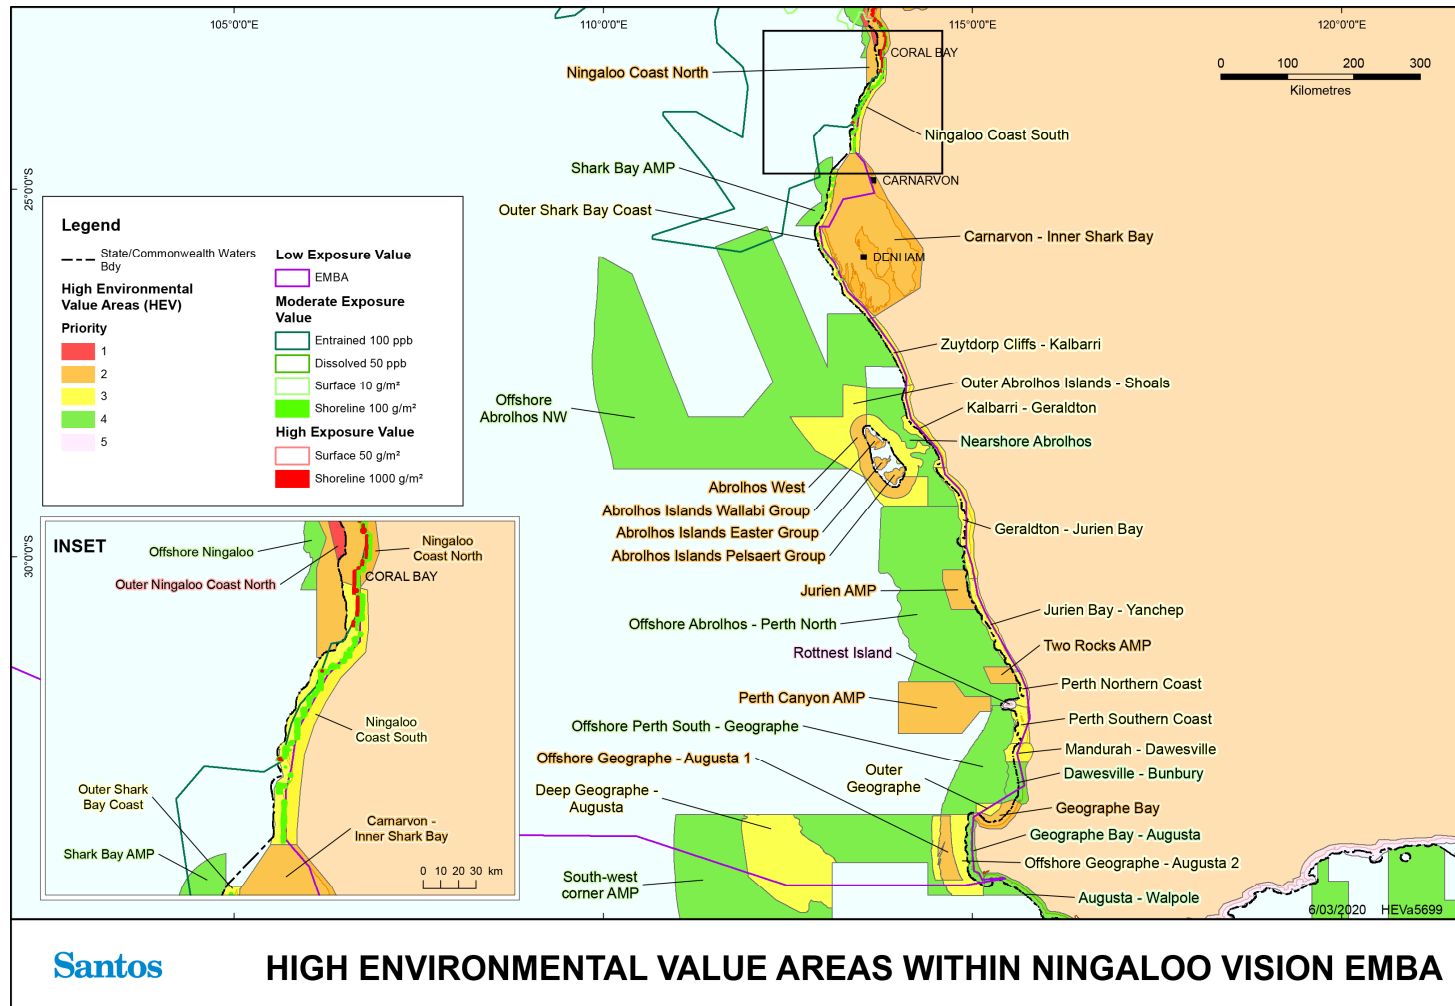 105°0'0"E
110°0'0"E
115°0'0"E
120°0'0"E
25°0'0"S
30°0'0"S
CORAL BAY
Ningaloo Coast North
0 100 200 300
Kilometres
Ningaloo Coast South
Shark Bay AMP
CARNARVON
Outer Shark Bay Coast
Carnarvon - Inner Shark Bay
DENHAM
Legend
State/Commonwealth Waters
Bdy
High Environmental
Value Areas (HEV)
Priority
1
2
3
4
5
Low Exposure Value
EMBA
Moderate Exposure
Value
Entrained 100 ppb
Dissolved 50 ppb
Surface 10 g/m²
Shoreline 100 g/m²
High Exposure Value
Surface 50 g/m²
Shoreline 1000 g/m²
Zuytdorp Cliffs - Kalbarri
Outer Abrolhos Islands - Shoals
Offshore
Abrolhos NW
Kalbarri - Geraldton
Nearshore Abrolhos
Abrolhos West
Abrolhos Islands Wallabi Group
Abrolhos Islands Easter Group
Abrolhos Islands Pelsaert Group
Geraldton - Jurien Bay
Jurien AMP
Jurien Bay - Yanchep
Offshore Abrolhos - Perth North
Two Rocks AMP
Rottnest Island
Perth Northern Coast
Perth Canyon AMP
Perth Southern Coast
Offshore Perth South - Geographe
Mandurah - Dawesville
Offshore Geographe - Augusta 1
Outer
Geographe
Dawesville - Bunbury
Deep Geographe -
Augusta
Geographe Bay
Geographe Bay - Augusta
Offshore Geographe - Augusta 2
South-west
corner AMP
Augusta - Walpole
6/03/2020 HEVa5699
INSET
Offshore Ningaloo
Ningaloo
Coast North
Outer Ningaloo Coast North
CORAL BAY
Ningaloo
Coast South
Outer Shark
Bay Coast
Carnarvon -
Inner Shark Bay
Shark Bay AMP
0 10 20 30 km
Santos
HIGH ENVIRONMENTAL VALUE AREAS WITHIN NINGALOO VISION EMBA